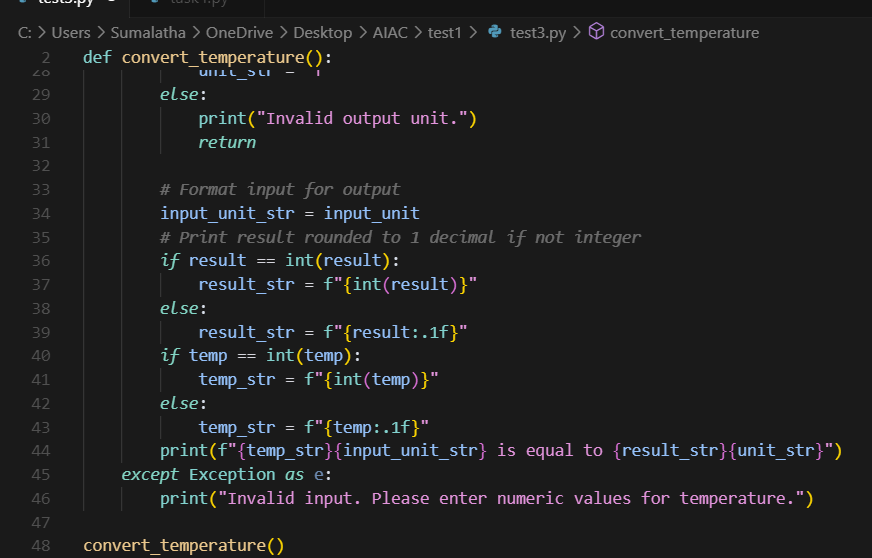 test3.py
task4.py
C: > Users > Sumalatha > OneDrive > Desktop > AIAC > test1 > test3.py > convert_temperature
2 def convert_temperature():
28 unit_str = "F"
29 else:
30 print("Invalid output unit.")
31 return
32
33 # Format input for output
34 input_unit_str = input_unit
35 # Print result rounded to 1 decimal if not integer
36 if result == int(result):
37 result_str = f"{int(result)}"
38 else:
39 result_str = f"{result:.1f}"
40 if temp == int(temp):
41 temp_str = f"{int(temp)}"
42 else:
43 temp_str = f"{temp:.1f}"
44 print(f"{temp_str}{input_unit_str} is equal to {result_str}{unit_str}")
45 except Exception as e:
46 print("Invalid input. Please enter numeric values for temperature.")
47
48 convert_temperature()